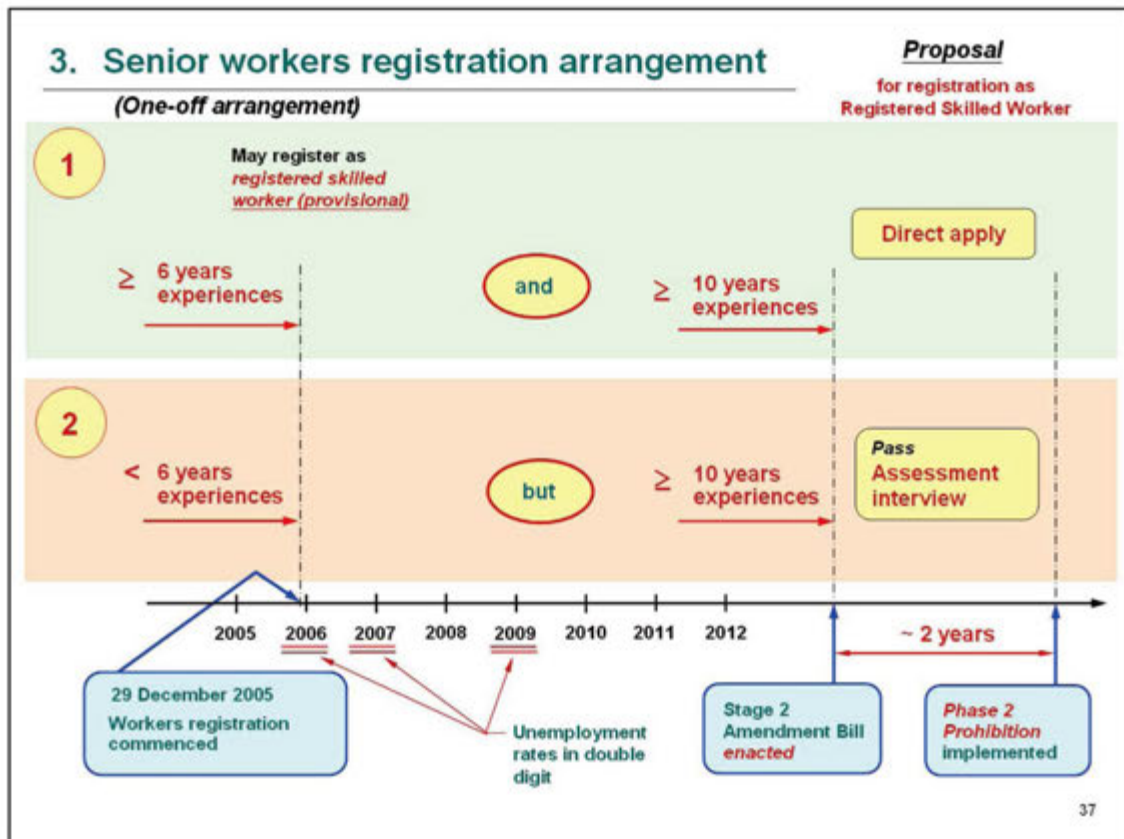 3. Senior workers registration arrangement
(One-off arrangement)
Proposal
for registration as
Registered Skilled Worker
1
May register as
registered skilled
worker (provisional)
Direct apply
≥ 6 years
experiences
and
≥ 10 years
experiences
2
< 6 years
experiences
but
≥ 10 years
experiences
Pass
Assessment
interview
2005 2006 2007 2008 2009 2010 2011 2012
~ 2 years
29 December 2005
Workers registration
commenced
Unemployment
rates in double
digit
Stage 2
Amendment Bill
enacted
Phase 2
Prohibition
implemented
37